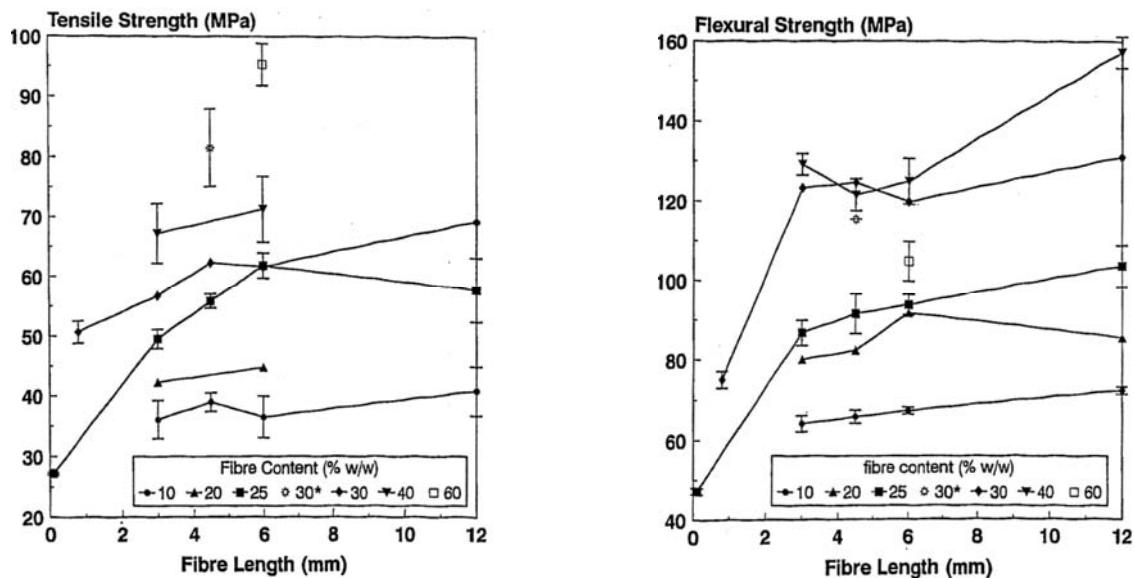 Tensile Strength (MPa)
100
90
80
70
60
50
40
30
20
0 2 4 6 8 10 12
Fibre Length (mm)
Fibre Content (% w/w)
10 20 25 30* 30 40 60
Flexural Strength (MPa)
160
140
120
100
80
60
40
0 2 4 6 8 10 12
Fibre Length (mm)
fibre content (% w/w)
10 20 25 30* 30 40 60